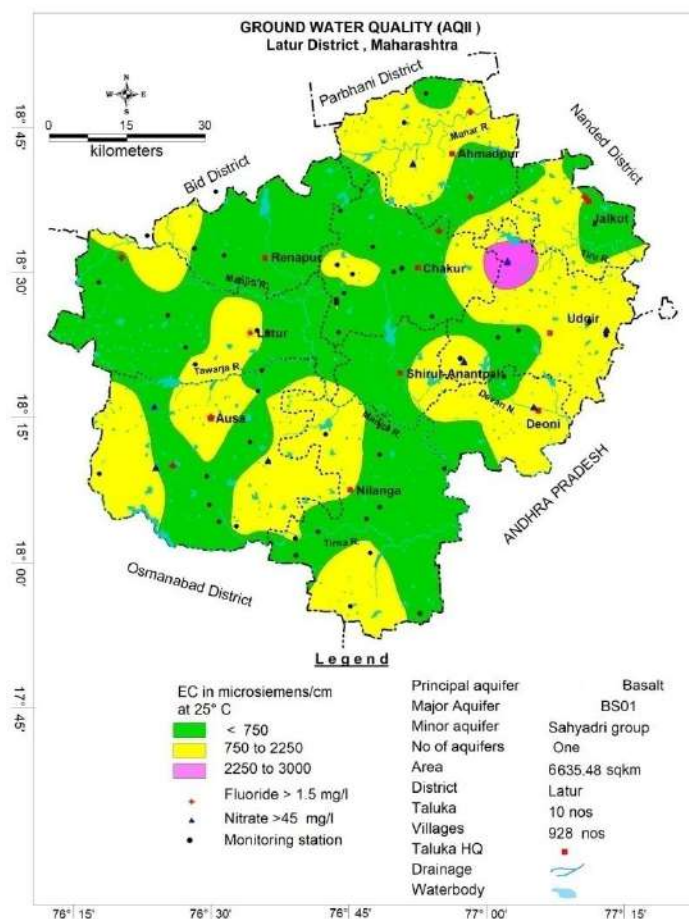 GROUND WATER QUALITY (AQII )
Latur District , Maharashtra
N
W E
S
0 15 30
kilometers
Parbhani District
Nanded District
Bid District
Manar R.
Ahmadpur
Jalkot
Renapur
Chakur
Tiru R.
Manjra R.
Latur
Udgir
Tawarja R.
Shirur-Anantpal
Devan N.
Ausa
Deoni
Manjra R.
Nilanga
Tirna R.
ANDHRA PRADESH
Osmanabad District
18° 45'
18° 30'
18° 15'
18° 00'
17° 45'
Legend
EC in microsiemens/cm
at 25° C
< 750
750 to 2250
2250 to 3000
Fluoride > 1.5 mg/l
Nitrate >45 mg/l
Monitoring station
Principal aquifer Basalt
Major Aquifer BS01
Minor aquifer Sahyadri group
No of aquifers One
Area 6635.48 sqkm
District Latur
Taluka 10 nos
Villages 928 nos
Taluka HQ
Drainage
Waterbody
76° 15' 76° 30' 76° 45' 77° 00' 77° 15'